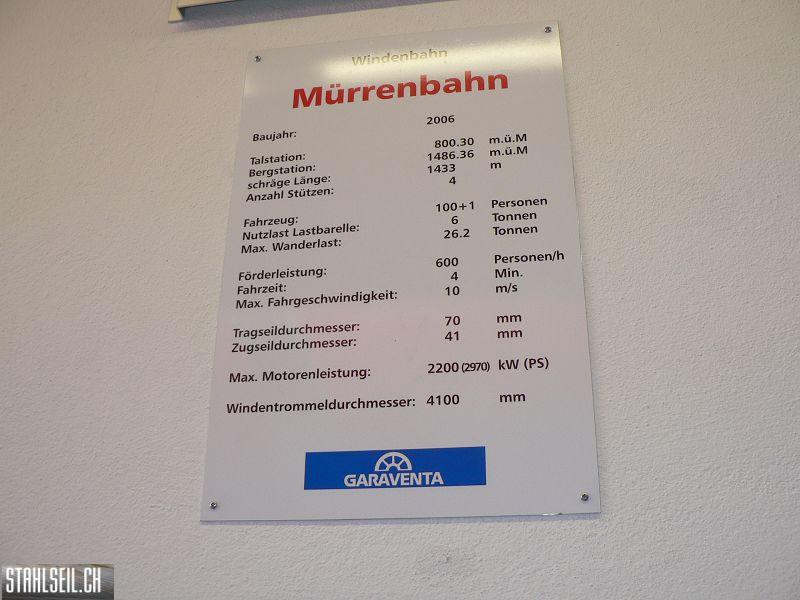 Windenbahn
Mürrenbahn
Baujahr: 2006
Talstation: 800.30 m.ü.M
Bergstation: 1486.36 m.ü.M
schräge Länge: 1433 m
Anzahl Stützen: 4
Fahrzeug: 100+1 Personen
Nutzlast Lastbarelle: 6 Tonnen
Max. Wanderlast: 26.2 Tonnen
Förderleistung: 600 Personen/h
Fahrzeit: 4 Min.
Max. Fahrgeschwindigkeit: 10 m/s
Tragseildurchmesser: 70 mm
Zugseildurchmesser: 41 mm
Max. Motorenleistung: 2200 (2970) kW (PS)
Windentrommeldurchmesser: 4100 mm
GARAVENTA
STAHLSEIL.CH